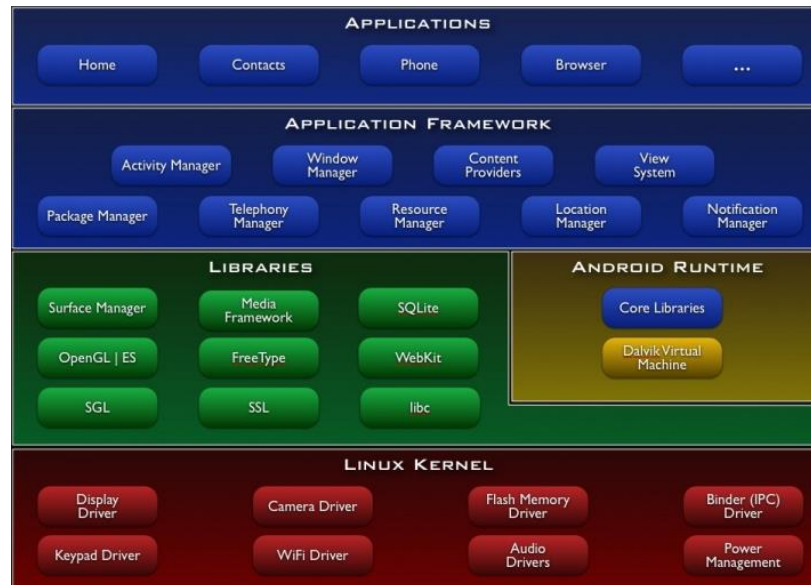 APPLICATIONS
Home
Contacts
Phone
Browser
...
APPLICATION FRAMEWORK
Activity Manager
Window
Manager
Content
Providers
View
System
Package Manager
Telephony
Manager
Resource
Manager
Location
Manager
Notification
Manager
LIBRARIES
Surface Manager
Media
Framework
SQLite
OpenGL | ES
FreeType
WebKit
SGL
SSL
libc
ANDROID RUNTIME
Core Libraries
Dalvik Virtual
Machine
LINUX KERNEL
Display
Driver
Camera Driver
Flash Memory
Driver
Binder (IPC)
Driver
Keypad Driver
WiFi Driver
Audio
Drivers
Power
Management